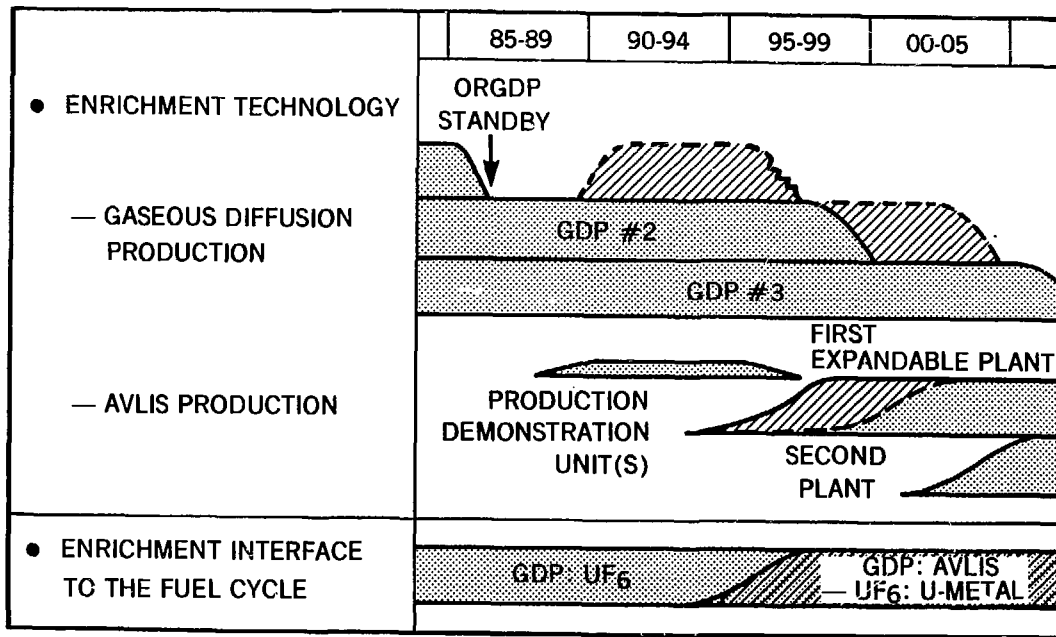 85-89 90-94 95-99 00-05
● ENRICHMENT TECHNOLOGY
ORGDP
STANDBY
— GASEOUS DIFFUSION
PRODUCTION
GDP #2
GDP #3
— AVLIS PRODUCTION
PRODUCTION
DEMONSTRATION
UNIT(S)
FIRST
EXPANDABLE PLANT
SECOND
PLANT
● ENRICHMENT INTERFACE
TO THE FUEL CYCLE
GDP: UF6
GDP: AVLIS
— UF6: U-METAL